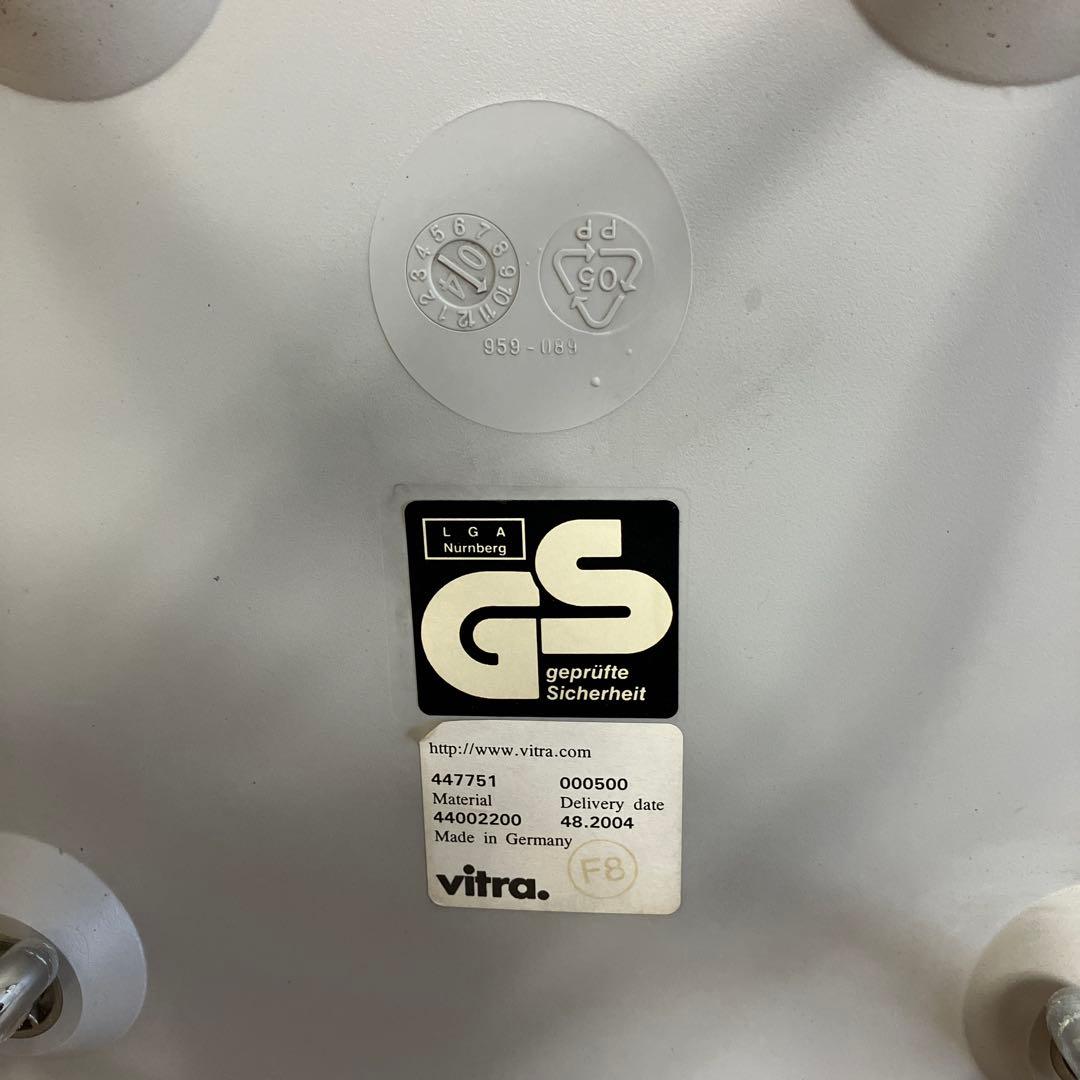 1 2 3 4 5 6 7 8 9 10 11 12
04
PP
05
959-089
L G A
Nurnberg
GS
geprüfte
Sicherheit
http://www.vitra.com
447751 000500
Material Delivery date
44002200 48.2004
Made in Germany
vitra. F8